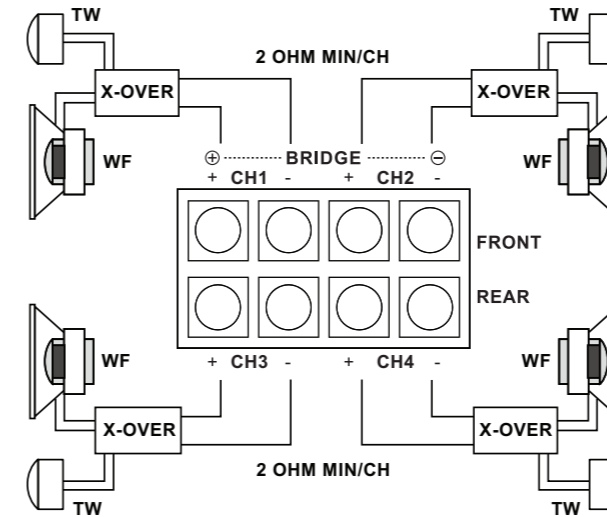 TW TW
2 OHM MIN/CH
X-OVER X-OVER
WF ⊕ BRIDGE ⊖ WF
+ CH1 - + CH2 -
FRONT
REAR
WF + CH3 - + CH4 - WF
X-OVER X-OVER
2 OHM MIN/CH
TW TW